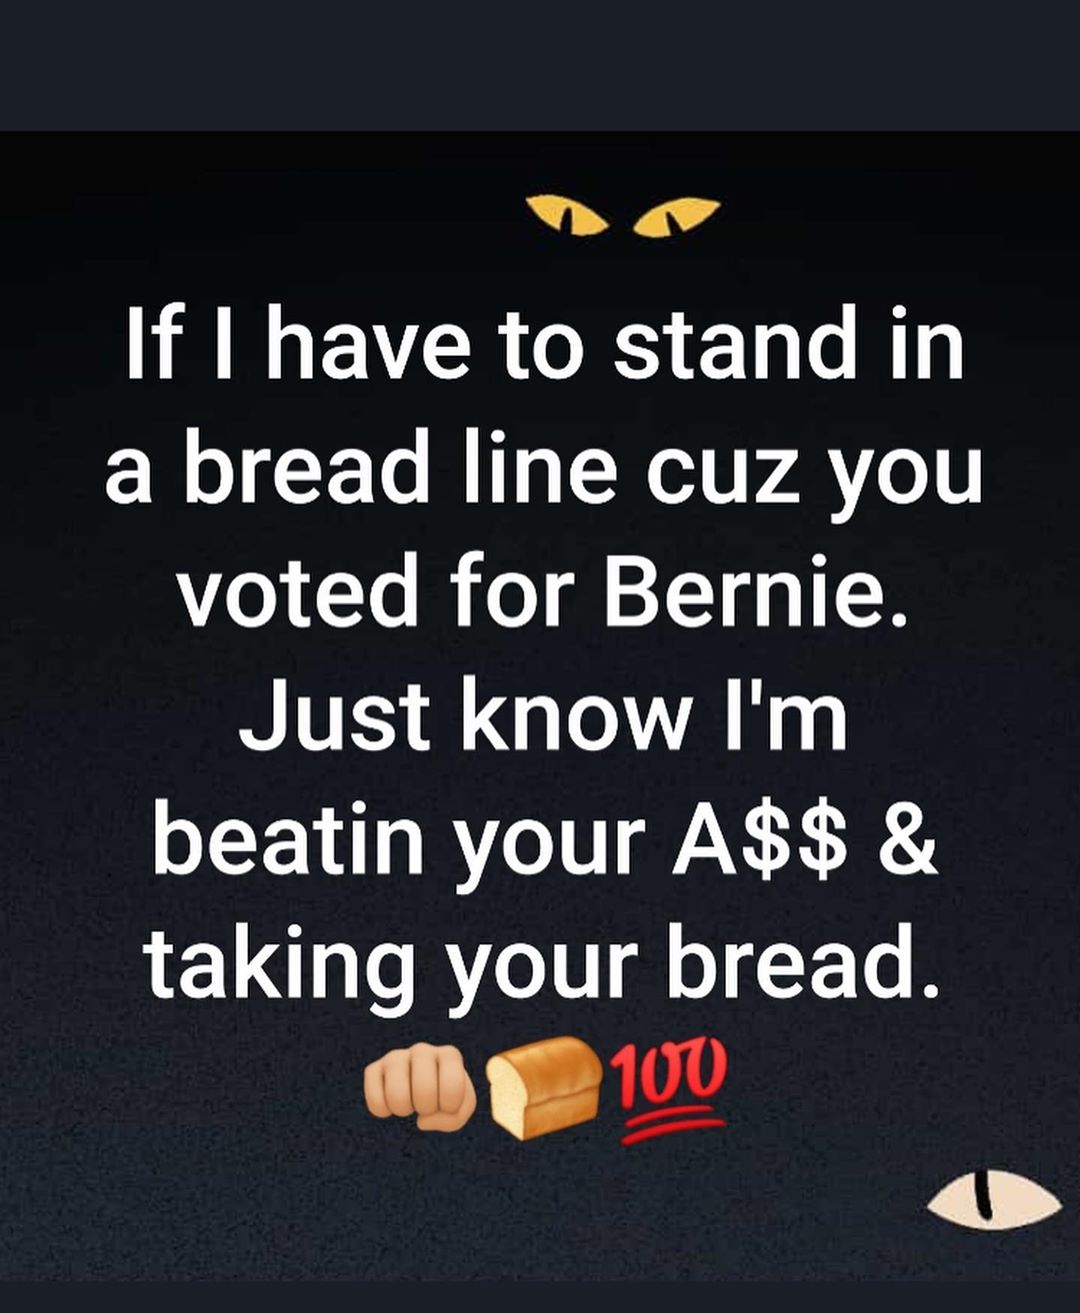 If I have to stand in
a bread line cuz you
voted for Bernie.
Just know I'm
beatin your A$$ &
taking your bread.
👊🏼🍞💯